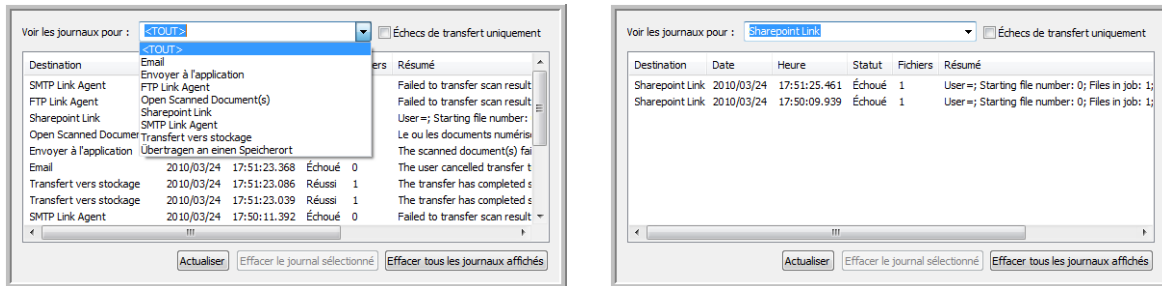 Voir les journaux pour : <TOUT> Échecs de transfert uniquement
<TOUT>
Email
Envoyer à l'application
FTP Link Agent
Open Scanned Document(s)
Sharepoint Link
SMTP Link Agent
Transfert vers stockage
Übertragen an einen Speicherort
Destination ers Résumé
SMTP Link Agent Failed to transfer scan result
FTP Link Agent Failed to transfer scan result
Sharepoint Link User=; Starting file number:
Open Scanned Documen Le ou les documents numéris
Envoyer à l'application The scanned document(s) fai
Email 2010/03/24 17:51:23.368 Échoué 0 The user cancelled transfer t
Transfert vers stockage 2010/03/24 17:51:23.086 Réussi 1 The transfer has completed s
Transfert vers stockage 2010/03/24 17:51:23.039 Réussi 1 The transfer has completed s
SMTP Link Agent 2010/03/24 17:50:11.392 Échoué 0 Failed to transfer scan result
Actualiser Effacer le journal sélectionné Effacer tous les journaux affichés
Voir les journaux pour : Sharepoint Link Échecs de transfert uniquement
Destination Date Heure Statut Fichiers Résumé
Sharepoint Link 2010/03/24 17:51:25.461 Échoué 1 User=; Starting file number: 0; Files in job: 1;
Sharepoint Link 2010/03/24 17:50:09.939 Échoué 1 User=; Starting file number: 0; Files in job: 1;
Actualiser Effacer le journal sélectionné Effacer tous les journaux affichés